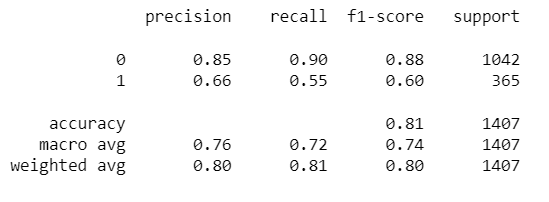 precision recall f1-score support
0 0.85 0.90 0.88 1042
1 0.66 0.55 0.60 365
accuracy 0.81 1407
macro avg 0.76 0.72 0.74 1407
weighted avg 0.80 0.81 0.80 1407